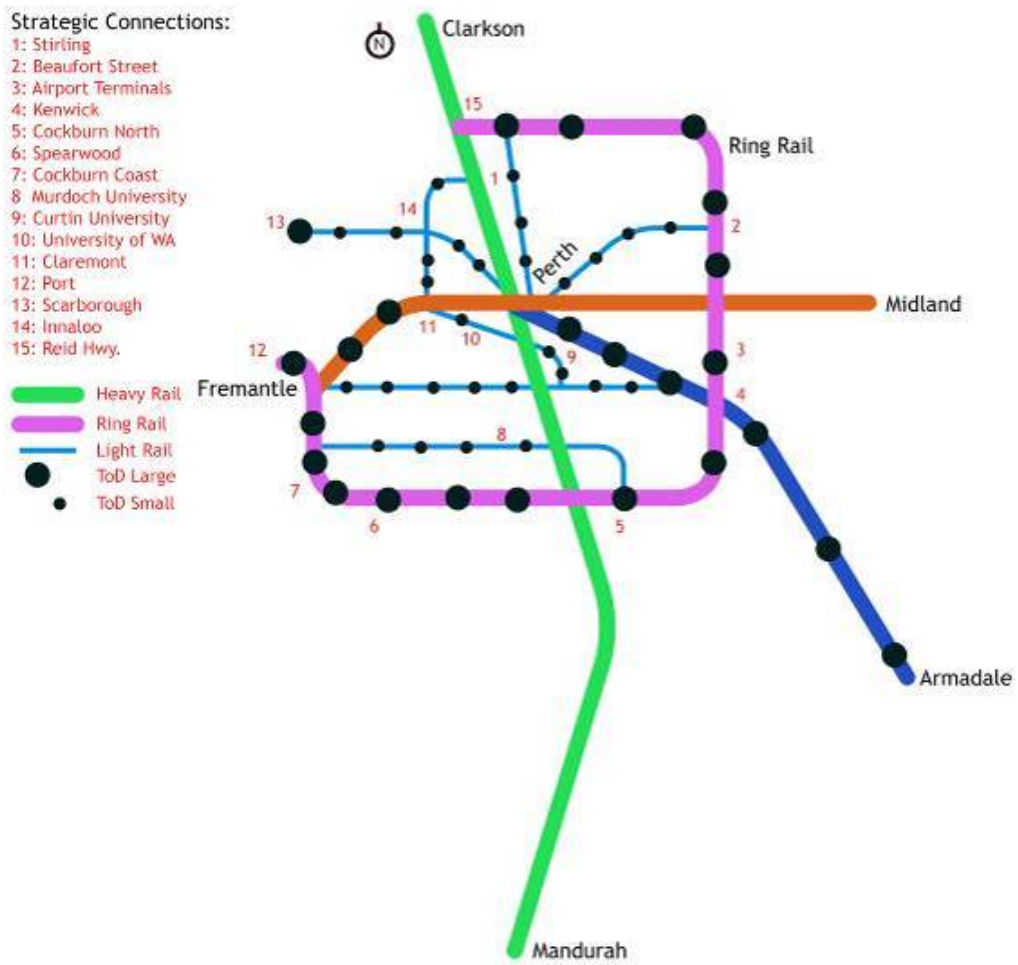 Strategic Connections:
1: Stirling
2: Beaufort Street
3: Airport Terminals
4: Kenwick
5: Cockburn North
6: Spearwood
7: Cockburn Coast
8 Murdoch University
9: Curtin University
10: University of WA
11: Claremont
12: Port
13: Scarborough
14: Innaloo
15: Reid Hwy.
Heavy Rail
Ring Rail
Light Rail
ToD Large
ToD Small
N
Clarkson
15
Ring Rail
1
14
13
2
Perth
Midland
11
10
9
3
12
Fremantle
4
8
7
6
5
Armadale
Mandurah